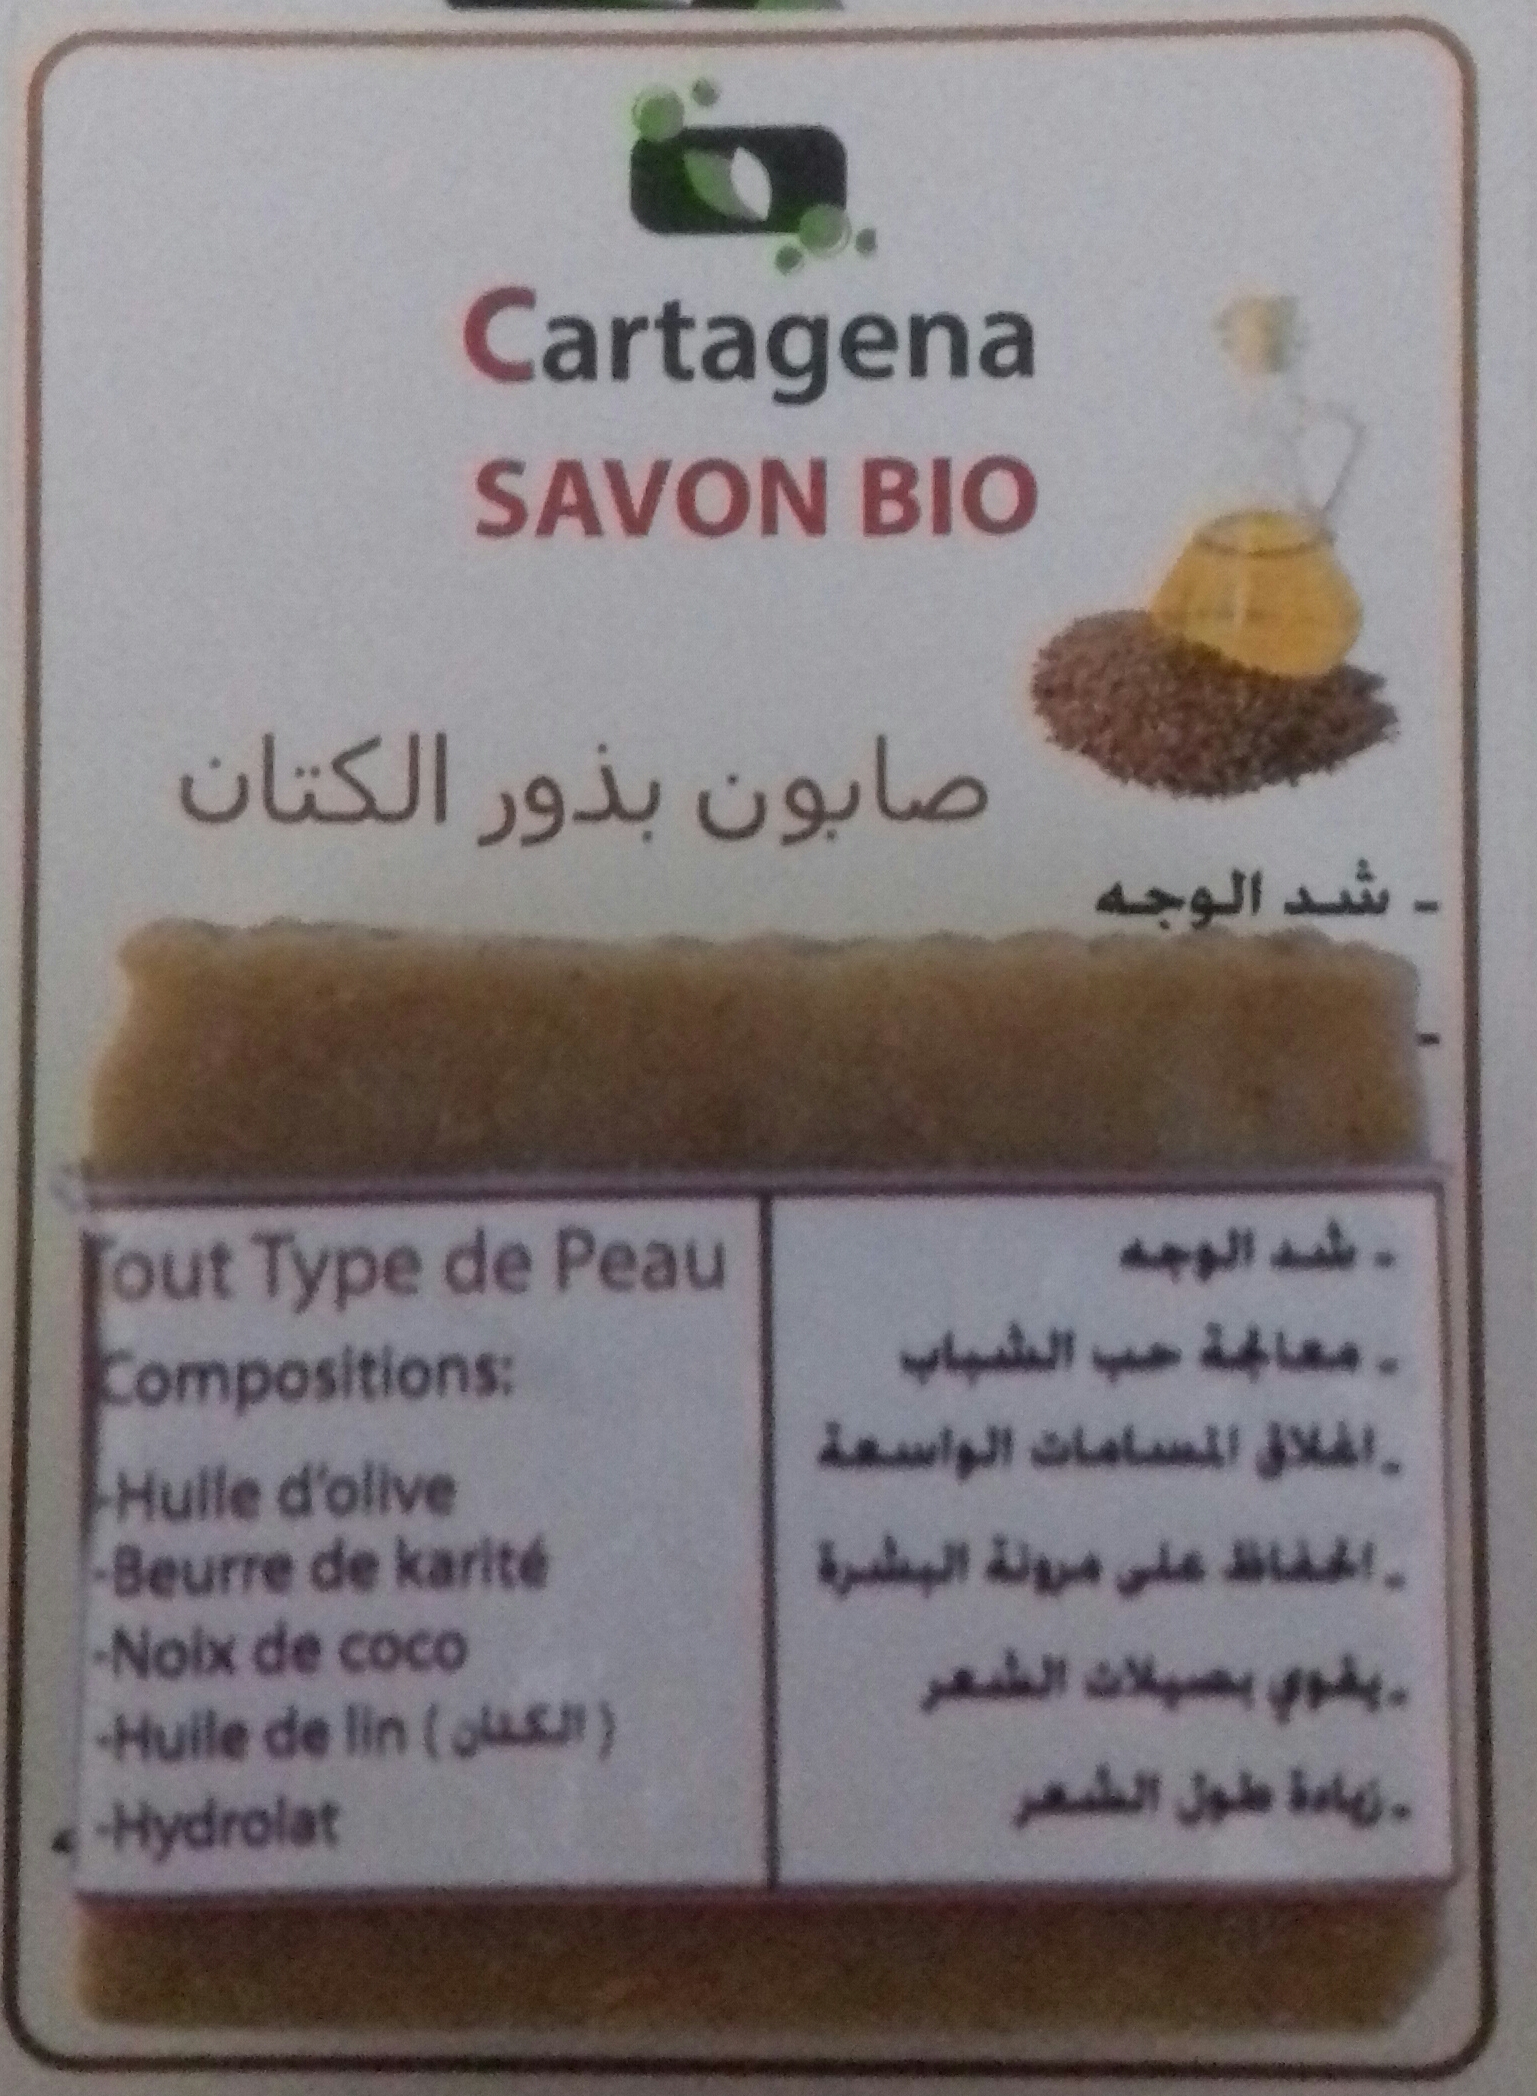 Cartagena
SAVON BIO
صابون بذور الكتان
- شد الوجه
-
Tout Type de Peau
Compositions:
-Huile d'olive
-Beurre de karité
-Noix de coco
-Huile de lin (الكتان)
-Hydrolat
- شد الوجه
- معالجة حب الشباب
- اغلاق المسامات الواسعة
- الحفاظ على مرونة البشرة
- يقوي بصيلات الشعر
- زيادة طول الشعر